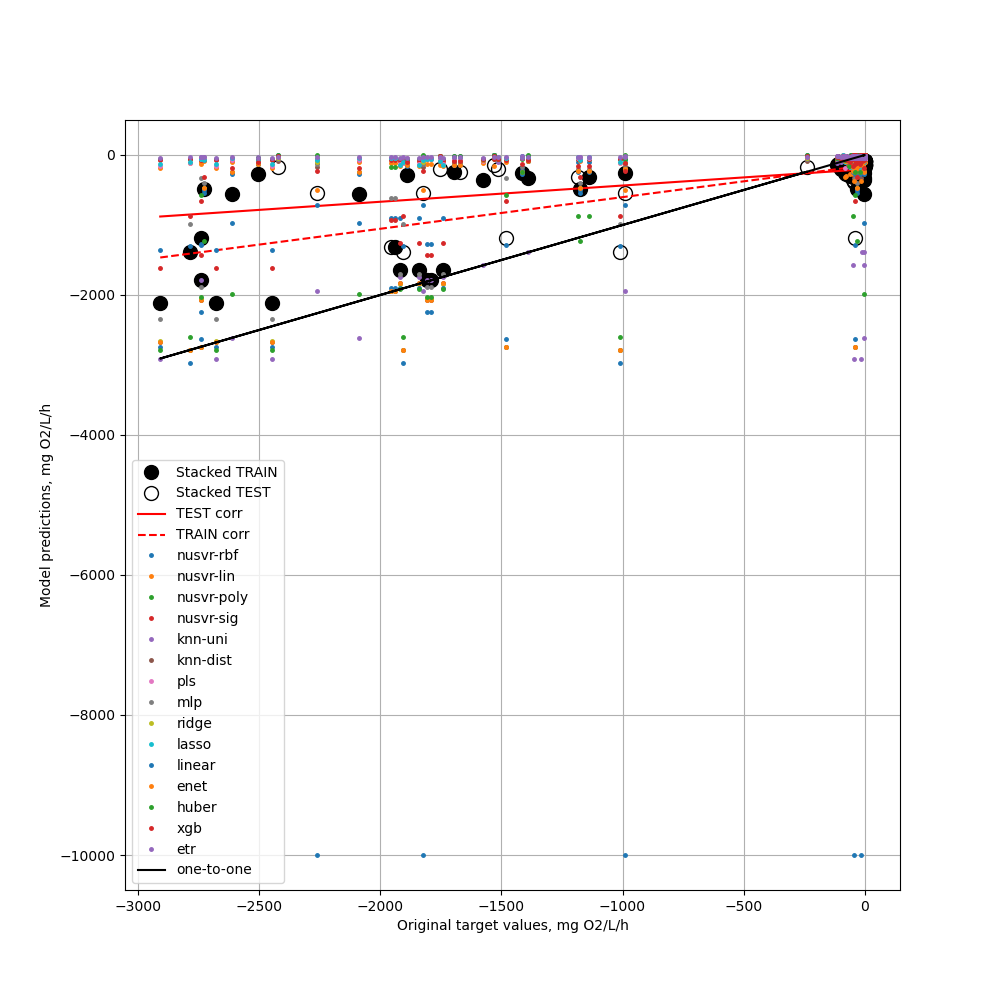 0
−2000
−4000
−6000
−8000
−10000
Model predictions, mg O2/L/h
Stacked TRAIN
Stacked TEST
TEST corr
TRAIN corr
nusvr-rbf
nusvr-lin
nusvr-poly
nusvr-sig
knn-uni
knn-dist
pls
mlp
ridge
lasso
linear
enet
huber
xgb
etr
one-to-one
−3000 −2500 −2000 −1500 −1000 −500 0
Original target values, mg O2/L/h